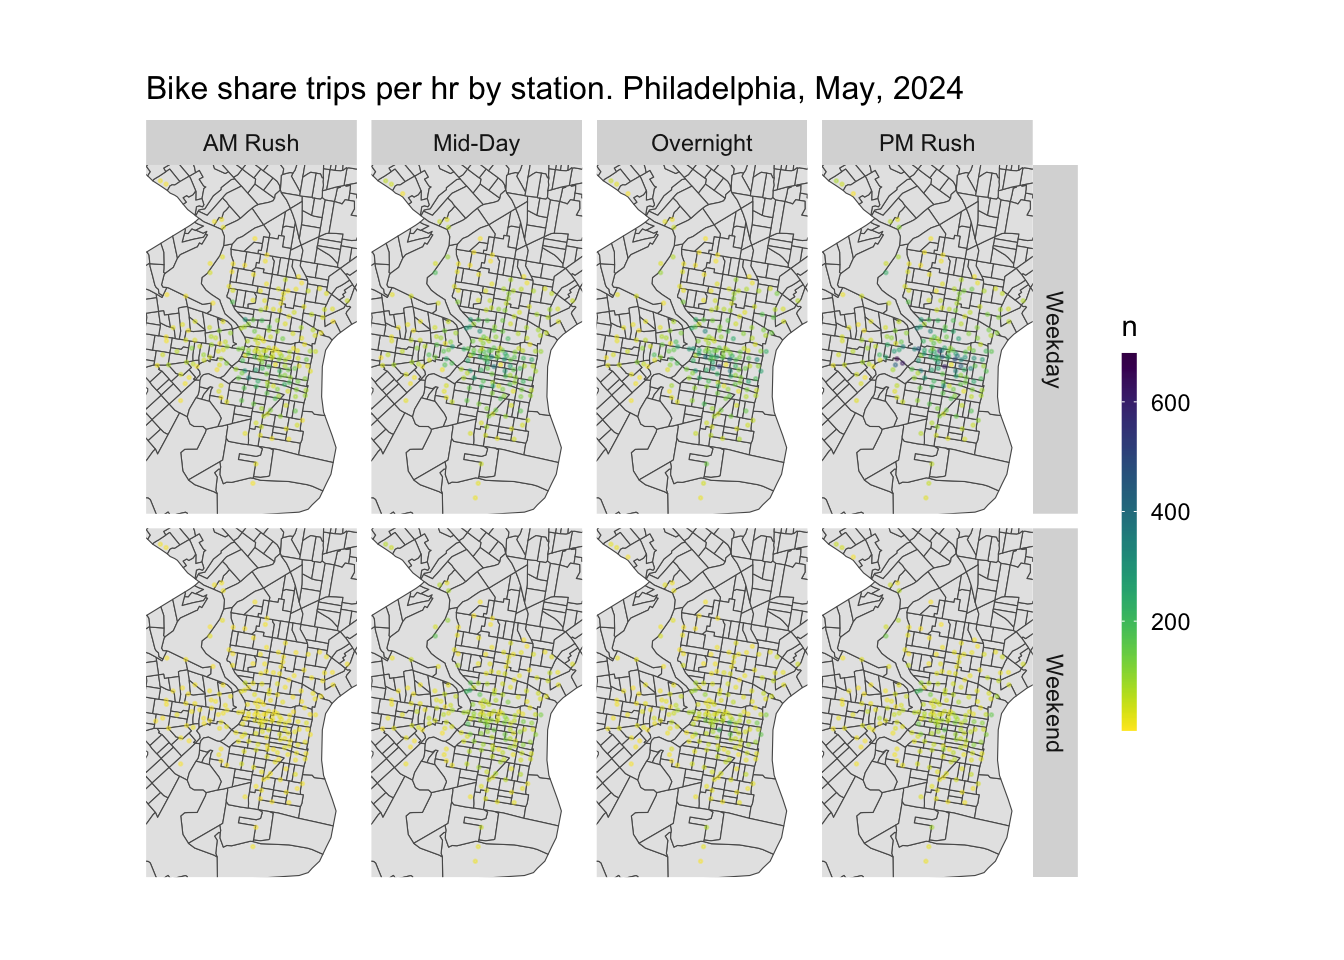 Bike share trips per hr by station. Philadelphia, May, 2024
AM Rush
Mid-Day
Overnight
PM Rush
Weekday
Weekend
n
600
400
200